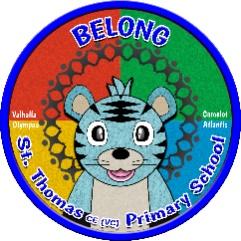 BELONG
Valhalla
Olympus
Camelot
Atlantis
St. Thomas CE (VC) Primary School